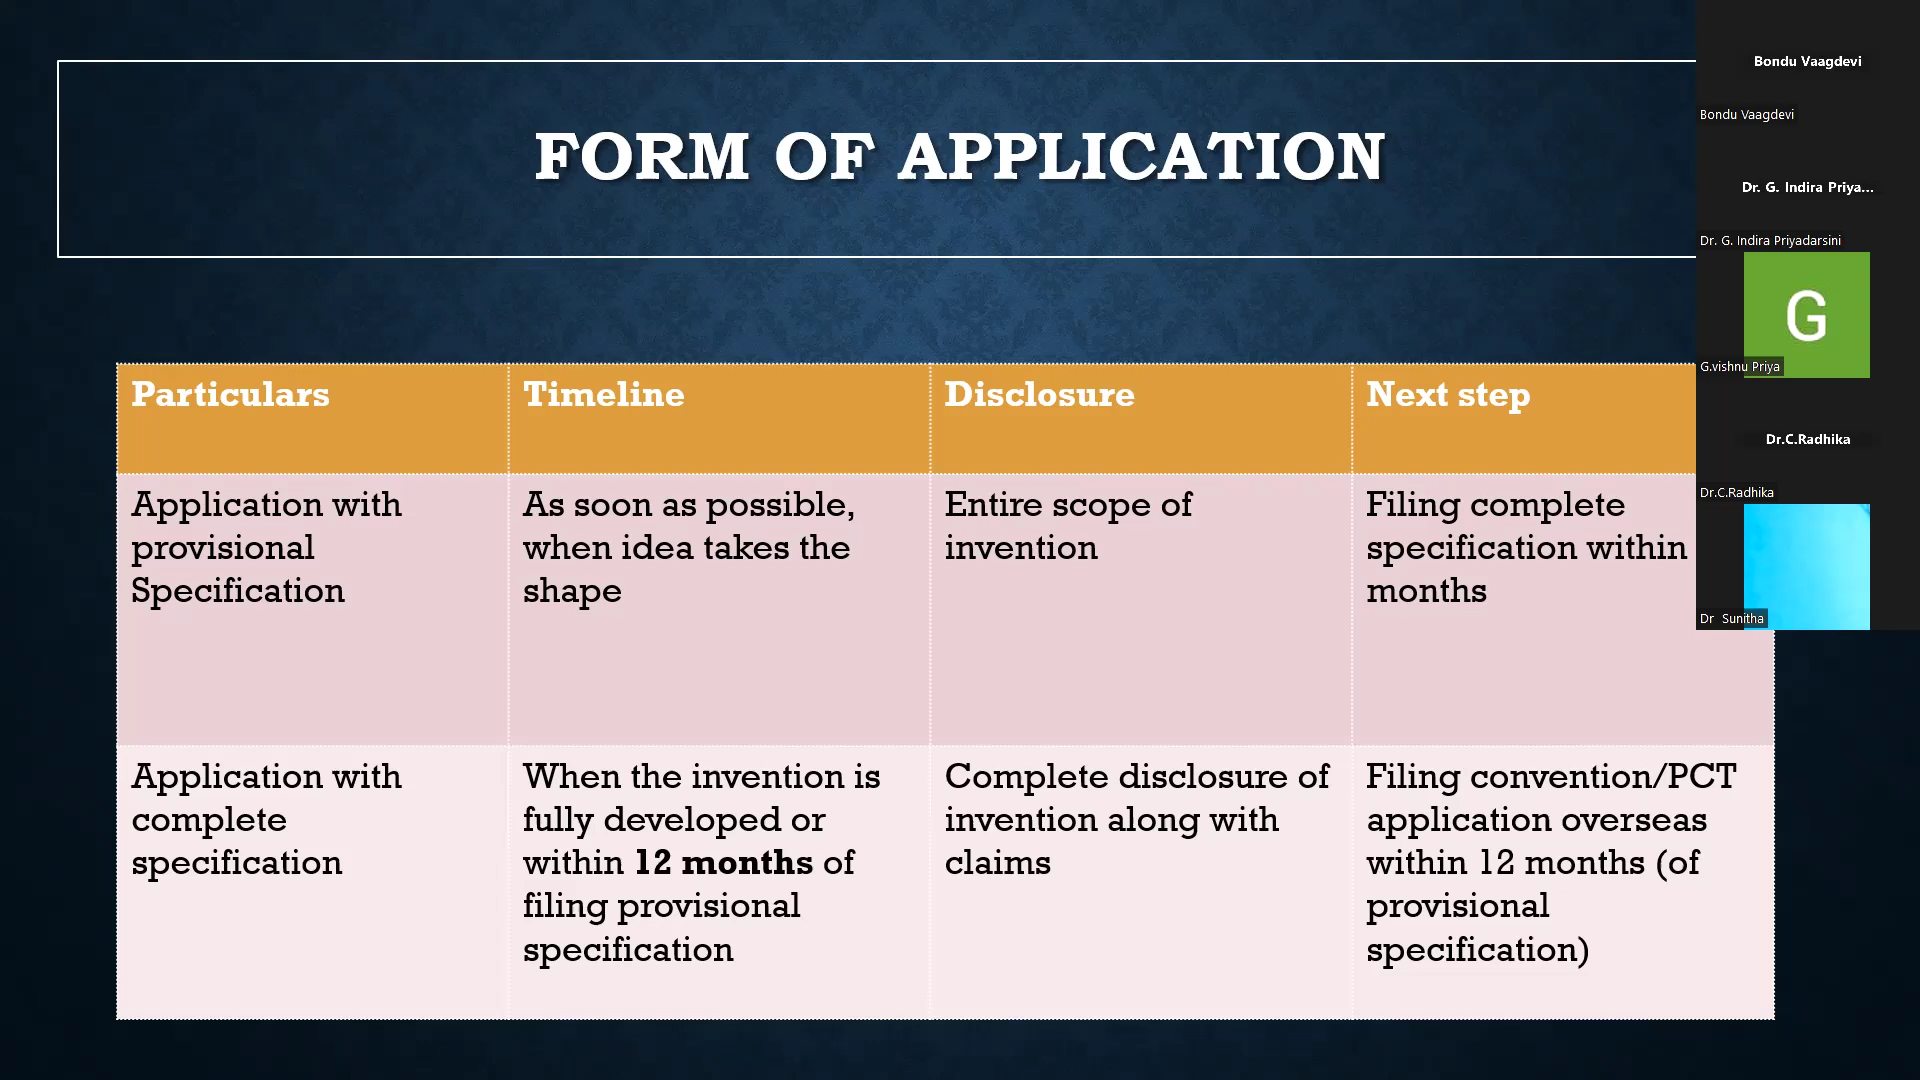 FORM OF APPLICATION
Particulars
Timeline
Disclosure
Next step
Application with
provisional
Specification
As soon as possible,
when idea takes the
shape
Entire scope of
invention
Filing complete
specification within
months
Application with
complete
specification
When the invention is
fully developed or
within 12 months of
filing provisional
specification
Complete disclosure of
invention along with
claims
Filing convention/PCT
application overseas
within 12 months (of
provisional
specification)
Bondu Vaagdevi
Bondu Vaagdevi
Dr. G. Indira Priya...
Dr. G. Indira Priyadarsini
G
G.vishnu Priya
Dr.C.Radhika
Dr.C.Radhika
Dr Sunitha